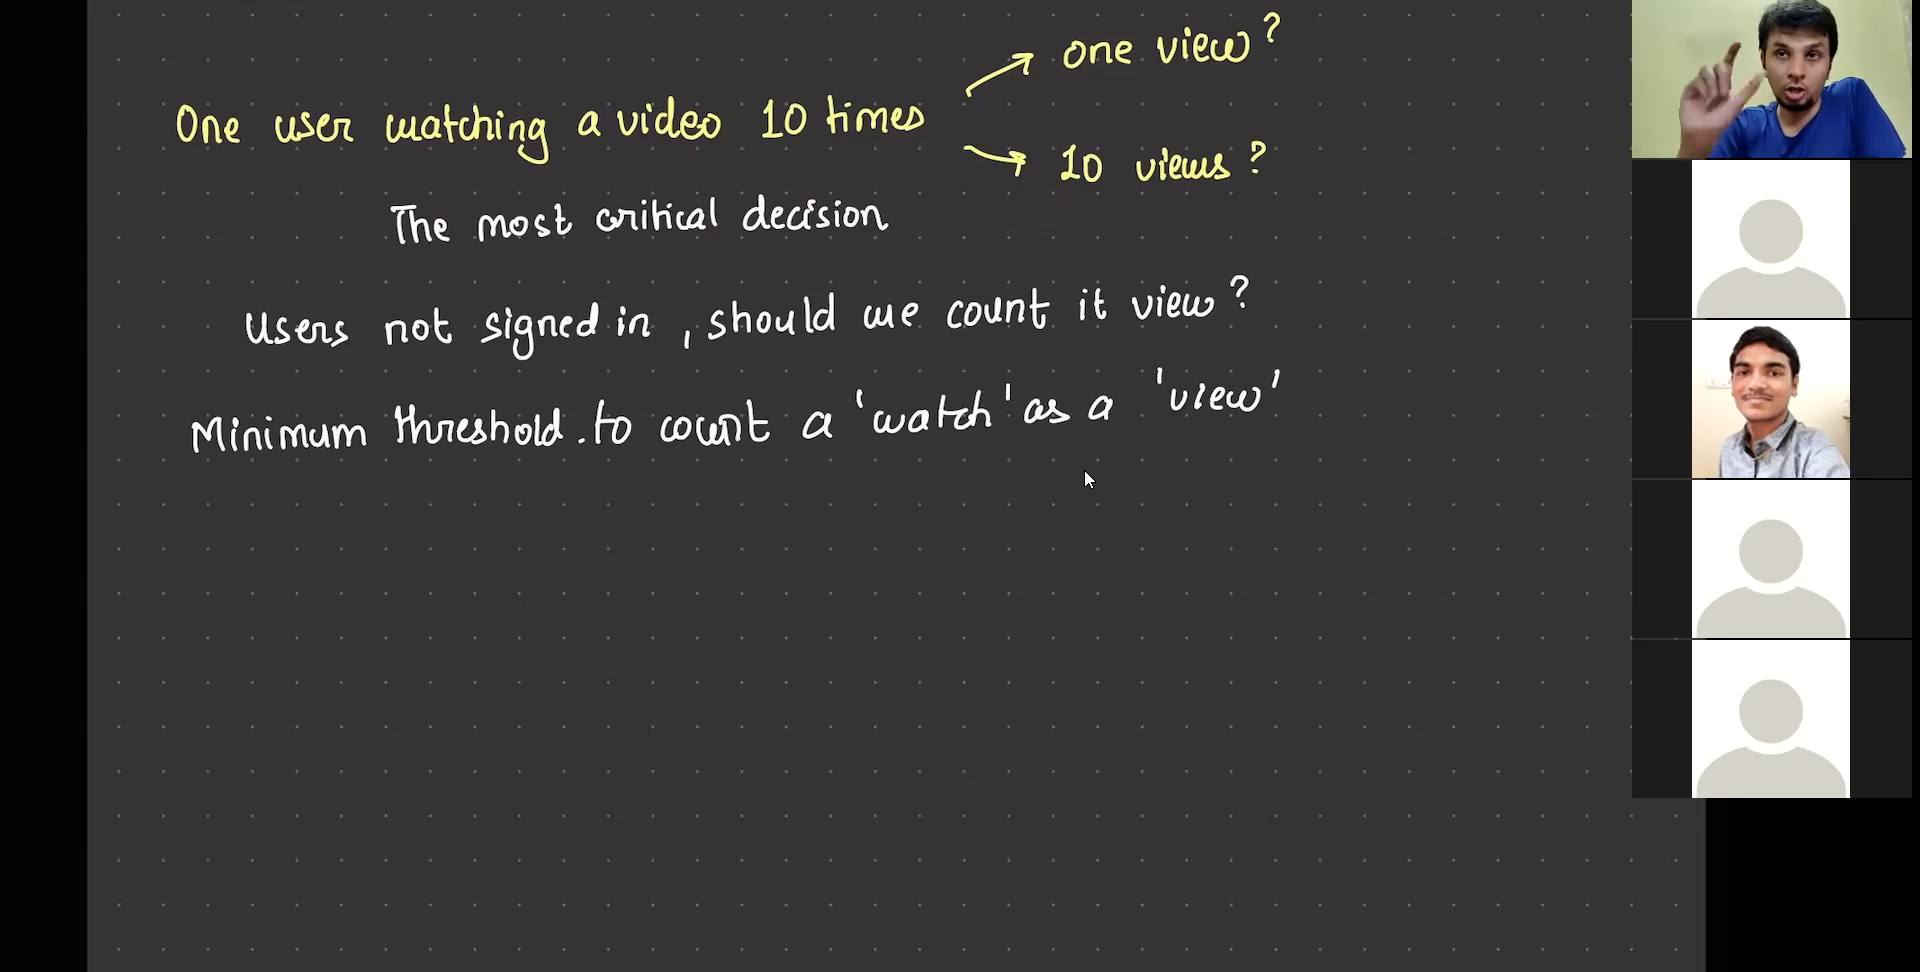 one view?
One user watching a video 10 times
10 views?
The most critical decision
Users not signed in, should we count it view?
Minimum threshold. to count a 'watch' as a 'view'